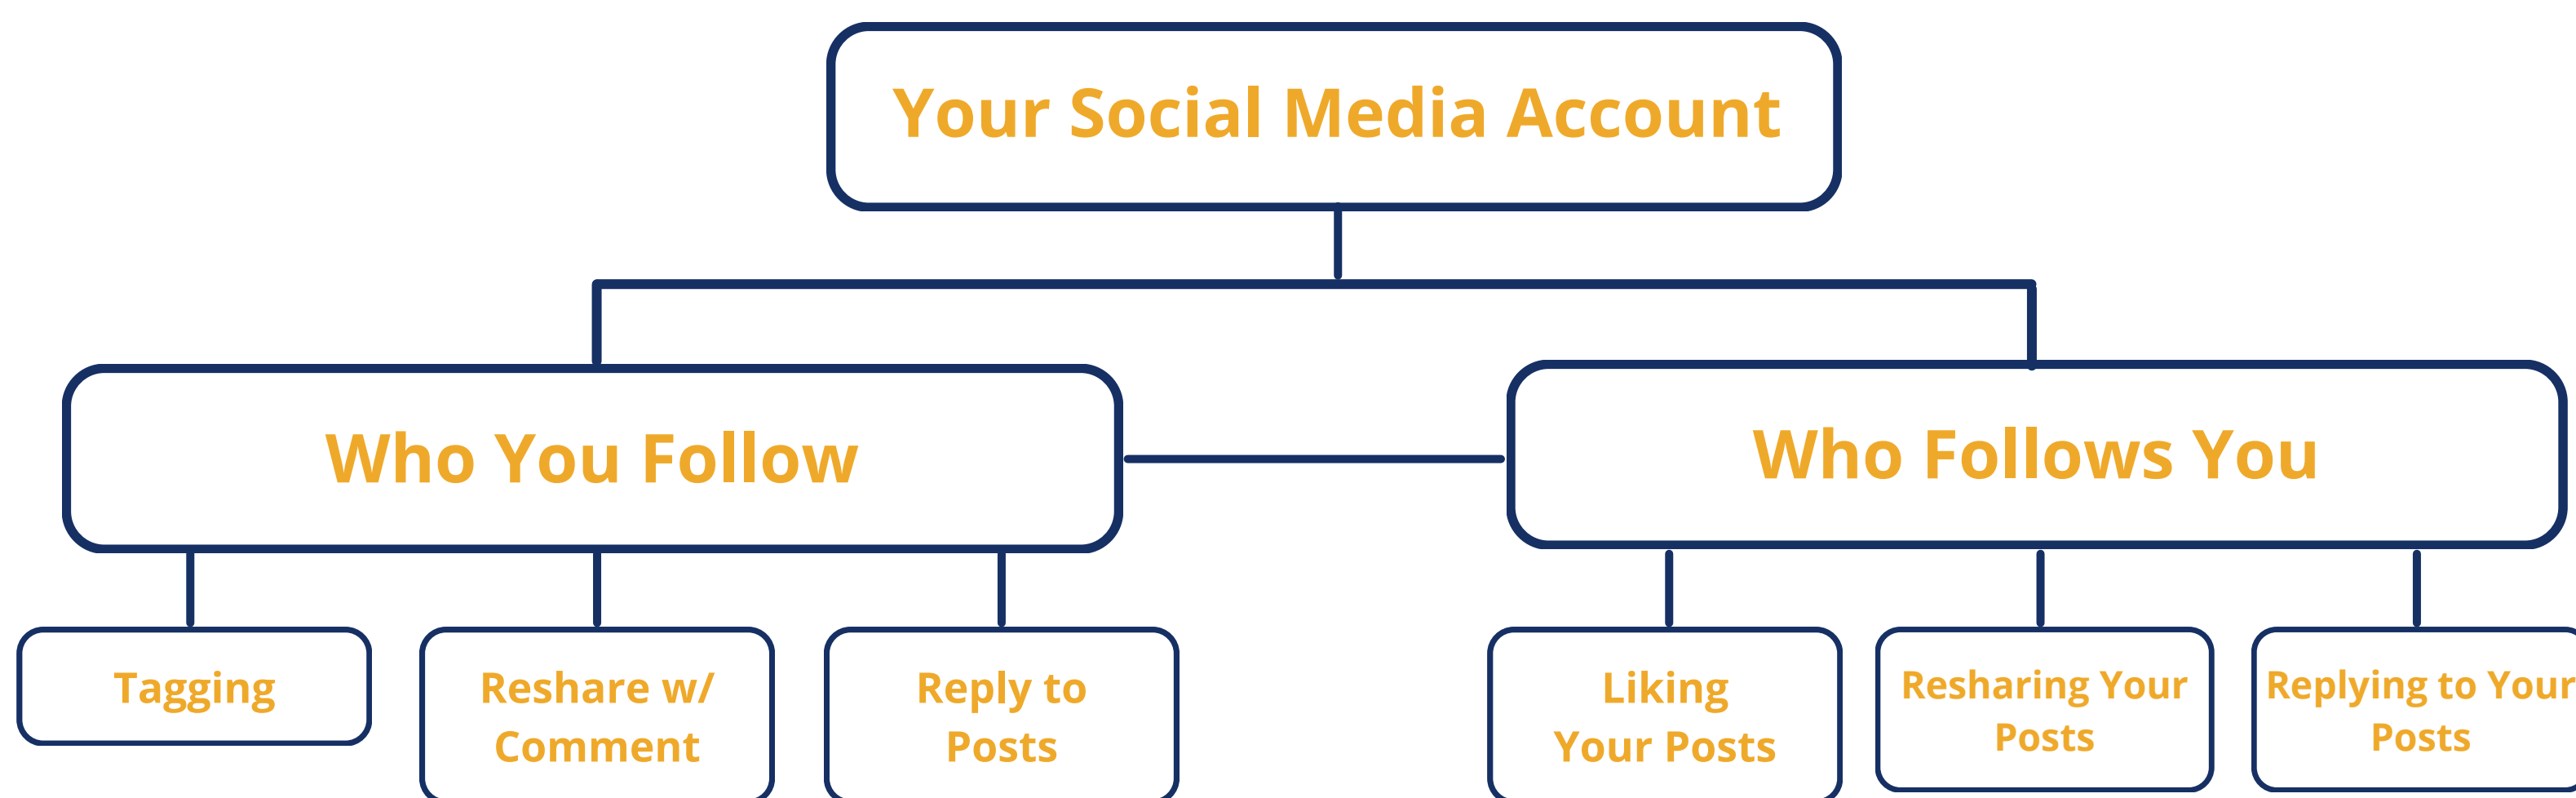 Your Social Media Account
Who You Follow
Who Follows You
Tagging
Reshare w/
Comment
Reply to
Posts
Liking
Your Posts
Resharing Your
Posts
Replying to Your
Posts